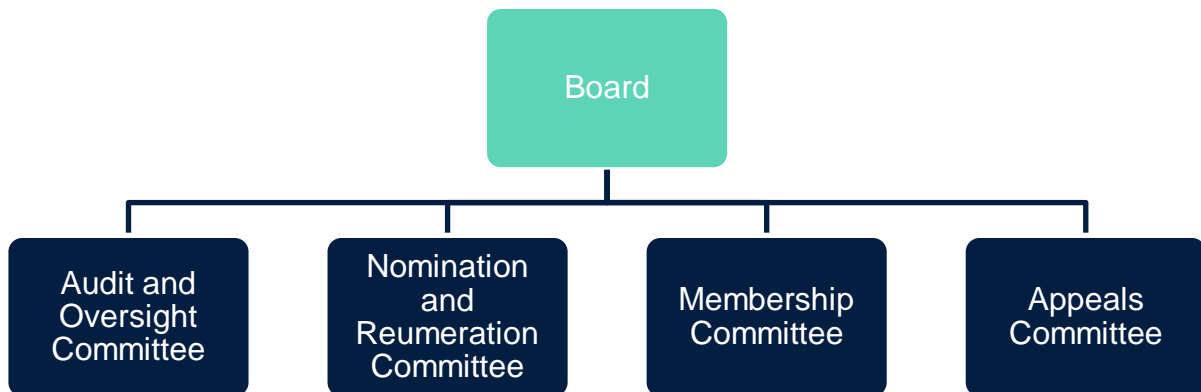 Board
Audit and
Oversight
Committee
Nomination
and
Reumeration
Committee
Membership
Committee
Appeals
Committee